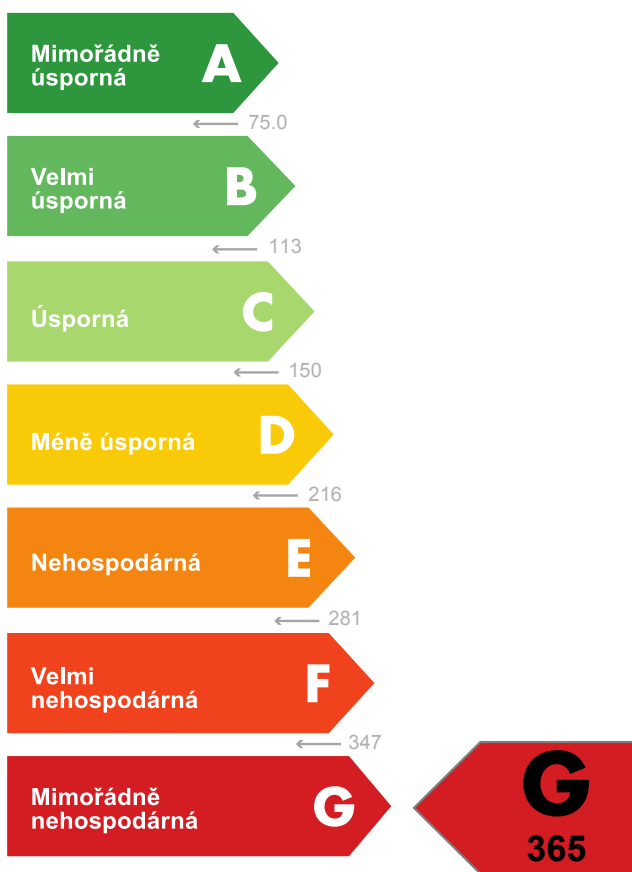 Mimořádně
úsporná
A
75.0
Velmi
úsporná
B
113
Úsporná
C
150
Méně úsporná
D
216
Nehospodárná
E
281
Velmi
nehospodárná
F
347
Mimořádně
nehospodárná
G
G
365